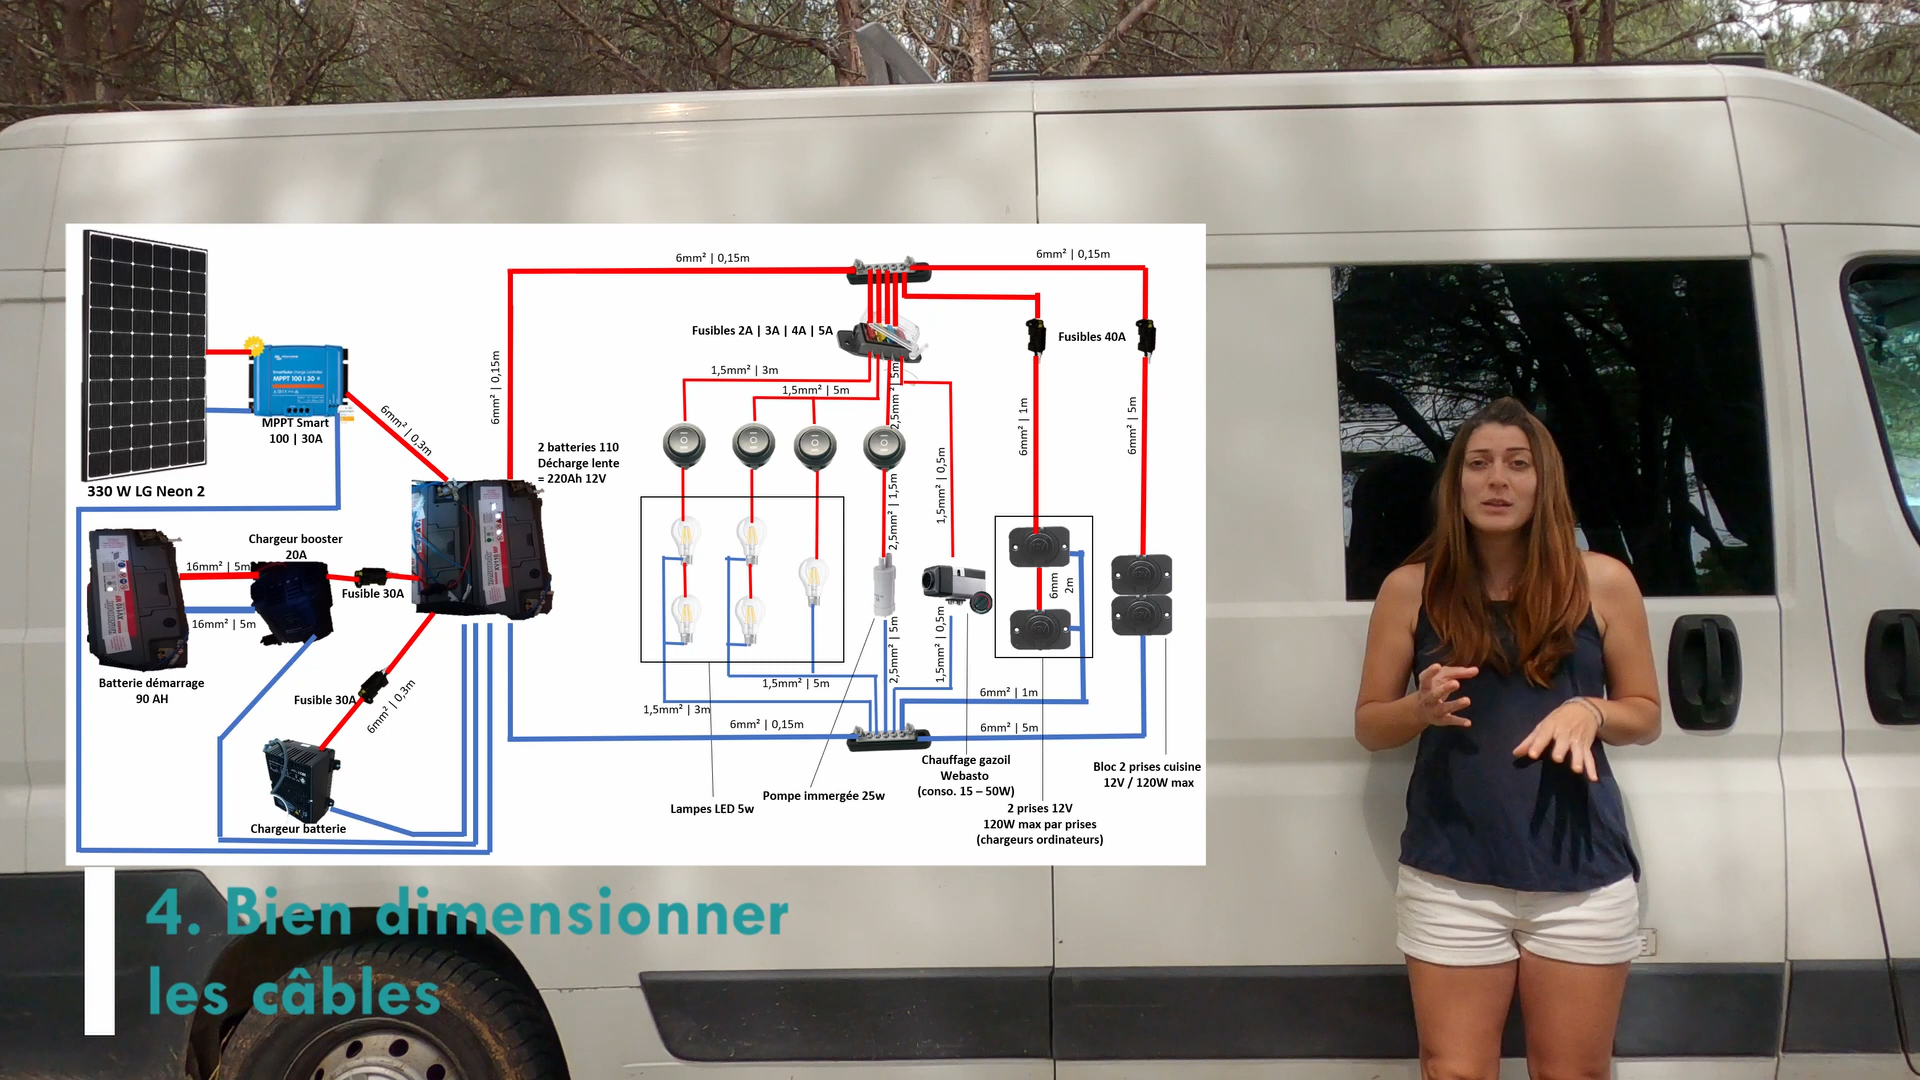 6mm² | 0,15m
6mm² | 0,15m
Fusibles 2A | 3A | 4A | 5A
Fusibles 40A
6mm² | 0,15m
1,5mm² | 3m
1,5mm² | 5m
2,5mm² | 5m
MPPT 100 | 30
MPPT Smart
100 | 30A
6mm² | 0,3m
6mm² | 1m
6mm² | 5m
2 batteries 110
Décharge lente
= 220Ah 12V
330 W LG Neon 2
1,5mm² | 0,5m
2,5mm² | 1,5m
Chargeur booster
20A
16mm² | 5m
Fusible 30A
16mm² | 5m
6mm
2m
2,5mm² | 5m
1,5mm² | 0,5m
Batterie démarrage
90 AH
Fusible 30A
6mm² | 0,3m
1,5mm² | 5m
1,5mm² | 3m
6mm² | 1m
6mm² | 0,15m
6mm² | 5m
Chauffage gazoil
Webasto
(conso. 15 – 50W)
Bloc 2 prises cuisine
12V / 120W max
Lampes LED 5w
Pompe immergée 25w
2 prises 12V
120W max par prises
(chargeurs ordinateurs)
Chargeur batterie
4. Bien dimensionner
les câbles